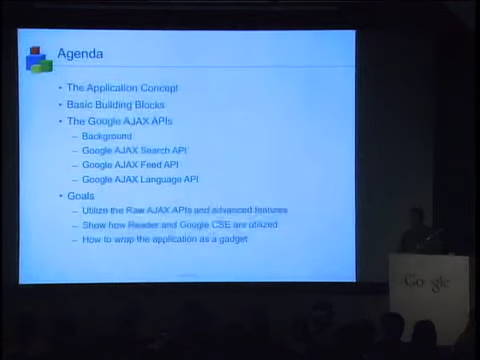 Agenda
• The Application Concept
• Basic Building Blocks
• The Google AJAX APIs
– Background
– Google AJAX Search API
– Google AJAX Feed API
– Google AJAX Language API
• Goals
– Utilize the Raw AJAX APIs and advanced features
– Show how Reader and Google CSE are utilized
– How to wrap the application as a gadget
Google